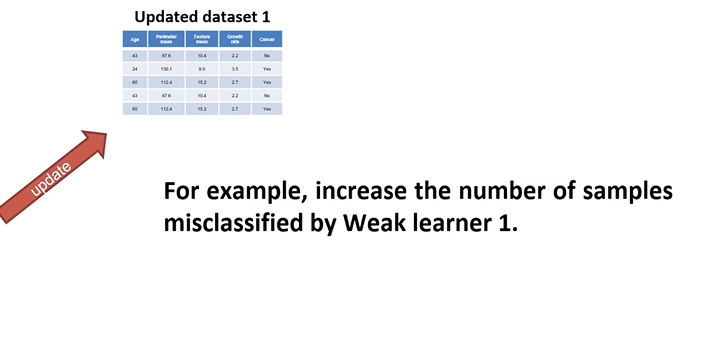 Updated dataset 1
Age Perimeter mean Texture mean Growth rate Cancer
43 87.6 10.4 2.2 No
24 130.1 8.9 3.5 Yes
65 112.4 15.2 2.7 Yes
43 87.6 10.4 2.2 No
65 112.4 15.2 2.7 Yes
update
For example, increase the number of samples
misclassified by Weak learner 1.